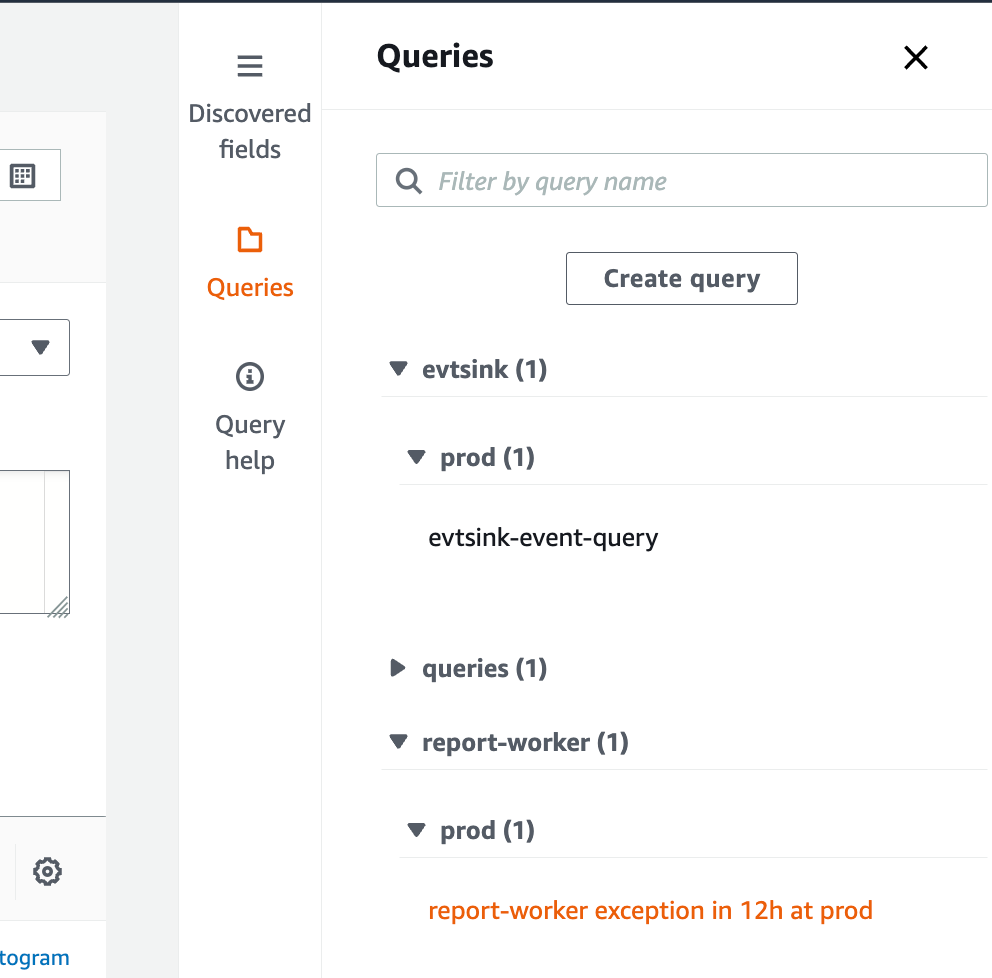 Discovered
fields
Queries
Query
help
Queries
Filter by query name
Create query
evtsink (1)
prod (1)
evtsink-event-query
queries (1)
report-worker (1)
prod (1)
report-worker exception in 12h at prod
togram